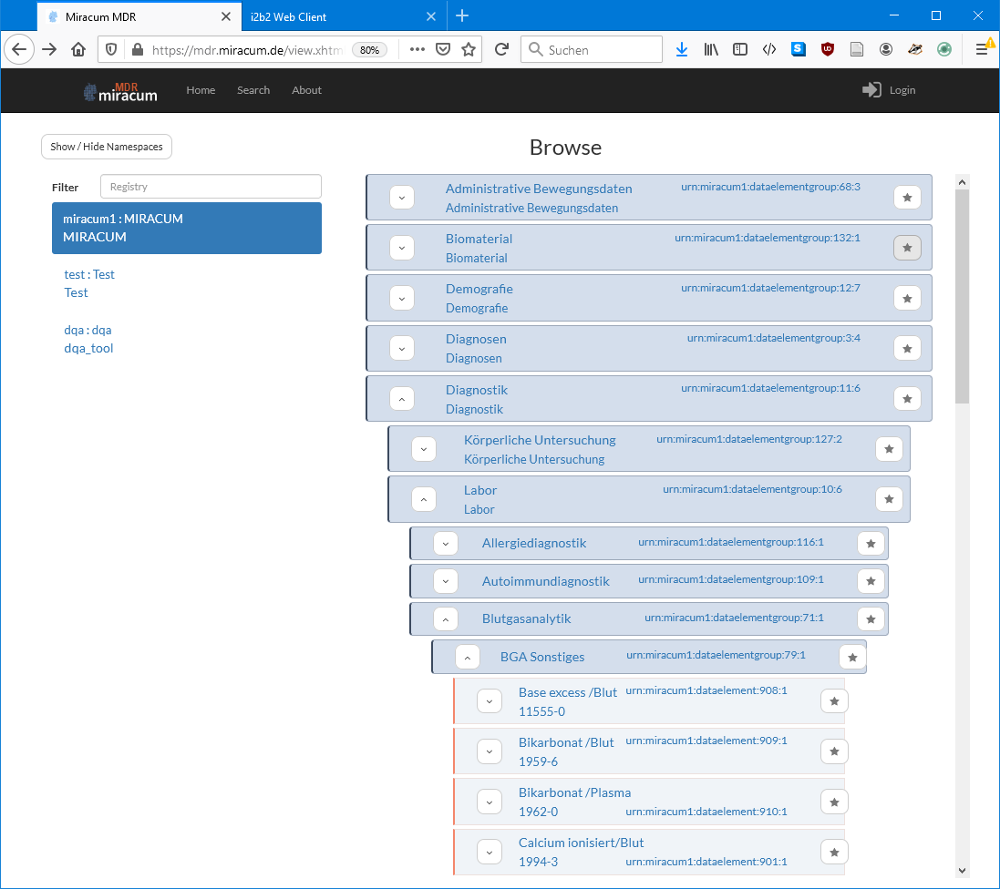 Miracum MDR
i2b2 Web Client
https://mdr.miracum.de/view.xhtm
80%
Suchen
MDR
miracum
Home
Search
About
Login
Show / Hide Namespaces
Browse
Filter
Registry
miracum1 : MIRACUM
MIRACUM
test : Test
Test
dqa : dqa
dqa_tool
Administrative Bewegungsdaten
urn:miracum1:dataelementgroup:68:3
Administrative Bewegungsdaten
Biomaterial
urn:miracum1:dataelementgroup:132:1
Biomaterial
Demografie
urn:miracum1:dataelementgroup:12:7
Demografie
Diagnosen
urn:miracum1:dataelementgroup:3:4
Diagnosen
Diagnostik
urn:miracum1:dataelementgroup:11:6
Diagnostik
Körperliche Untersuchung
urn:miracum1:dataelementgroup:127:2
Körperliche Untersuchung
Labor
urn:miracum1:dataelementgroup:10:6
Labor
Allergiediagnostik
urn:miracum1:dataelementgroup:116:1
Autoimmundiagnostik
urn:miracum1:dataelementgroup:109:1
Blutgasanalytik
urn:miracum1:dataelementgroup:71:1
BGA Sonstiges
urn:miracum1:dataelementgroup:79:1
Base excess /Blut
urn:miracum1:dataelement:908:1
11555-0
Bikarbonat /Blut
urn:miracum1:dataelement:909:1
1959-6
Bikarbonat /Plasma
1962-0
urn:miracum1:dataelement:910:1
Calcium ionisiert/Blut
1994-3
urn:miracum1:dataelement:901:1